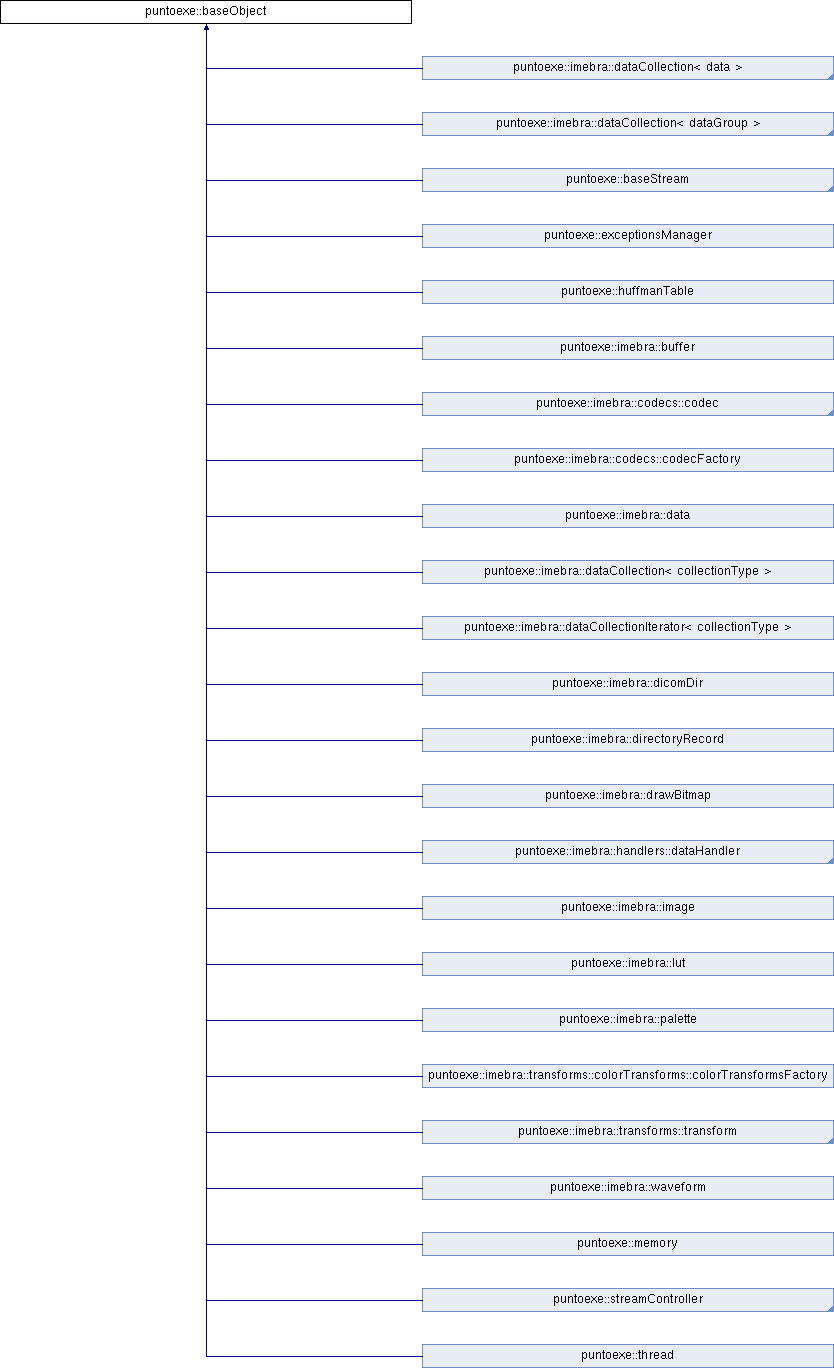 puntoexe::baseObject
puntoexe::imebra::dataCollection< data >
puntoexe::imebra::dataCollection< dataGroup >
puntoexe::baseStream
puntoexe::exceptionsManager
puntoexe::huffmanTable
puntoexe::imebra::buffer
puntoexe::imebra::codecs::codec
puntoexe::imebra::codecs::codecFactory
puntoexe::imebra::data
puntoexe::imebra::dataCollection< collectionType >
puntoexe::imebra::dataCollectionIterator< collectionType >
puntoexe::imebra::dicomDir
puntoexe::imebra::directoryRecord
puntoexe::imebra::drawBitmap
puntoexe::imebra::handlers::dataHandler
puntoexe::imebra::image
puntoexe::imebra::lut
puntoexe::imebra::palette
puntoexe::imebra::transforms::colorTransforms::colorTransformsFactory
puntoexe::imebra::transforms::transform
puntoexe::imebra::waveform
puntoexe::memory
puntoexe::streamController
puntoexe::thread